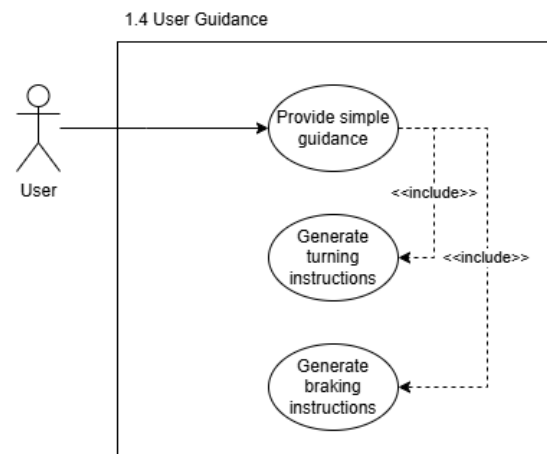 1.4 User Guidance
Provide simple
guidance
User
<<include>>
Generate
turning
instructions
<<include>>
Generate
braking
instructions